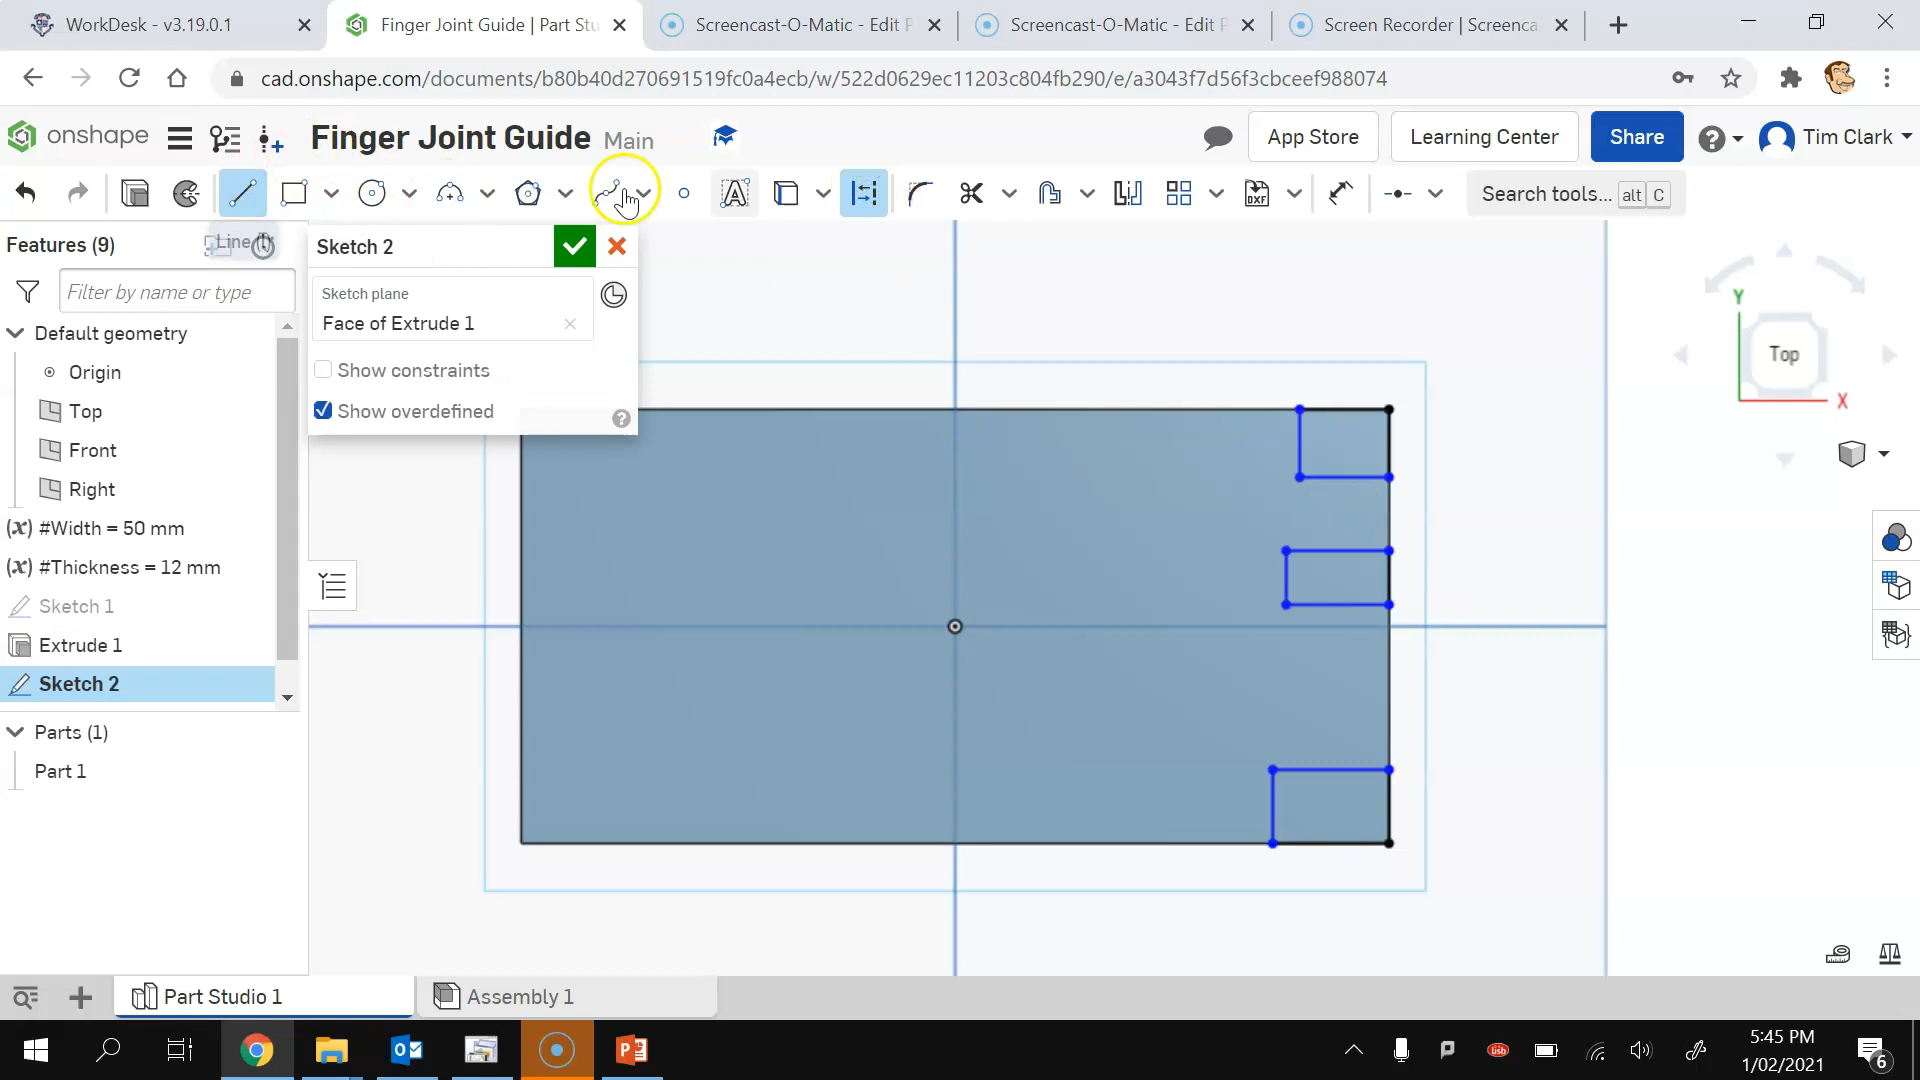 WorkDesk - v3.19.0.1
Finger Joint Guide | Part Stu
Screencast-O-Matic - Edit P
Screencast-O-Matic - Edit P
Screen Recorder | Screenca
cad.onshape.com/documents/b80b40d270691519fc0a4ecb/w/522d0629ec11203c804fb290/e/a3043f7d56f3cbceef988074
onshape
Finger Joint Guide Main
App Store
Learning Center
Share
Tim Clark
Search tools... alt C
Features (9)
Line
Sketch 2
Filter by name or type
Sketch plane
Face of Extrude 1
Show constraints
Show overdefined
Default geometry
Origin
Top
Front
Right
#Width = 50 mm
#Thickness = 12 mm
Sketch 1
Extrude 1
Sketch 2
Parts (1)
Part 1
Y
Top
X
Part Studio 1
Assembly 1
5:45 PM
1/02/2021
6